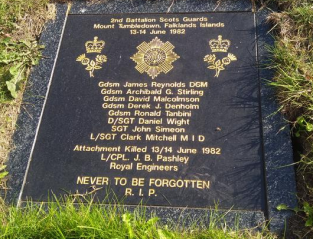 2nd Battalion Scots Guards
Mount Tumbledown, Falklands Islands
13-14 June 1982
Gdsm James Reynolds DGM
Gdsm Archibald G. Stirling
Gdsm David Malcolmson
Gdsm Derek J. Denholm
Gdsm Ronald Tanbini
D/SGT Daniel Wight
SGT John Simeon
L/SGT Clark Mitchell M I D
Attachment Killed 13/14 June 1982
L/CPL. J. B. Pashley
Royal Engineers
NEVER TO BE FORGOTTEN
R. I. P.